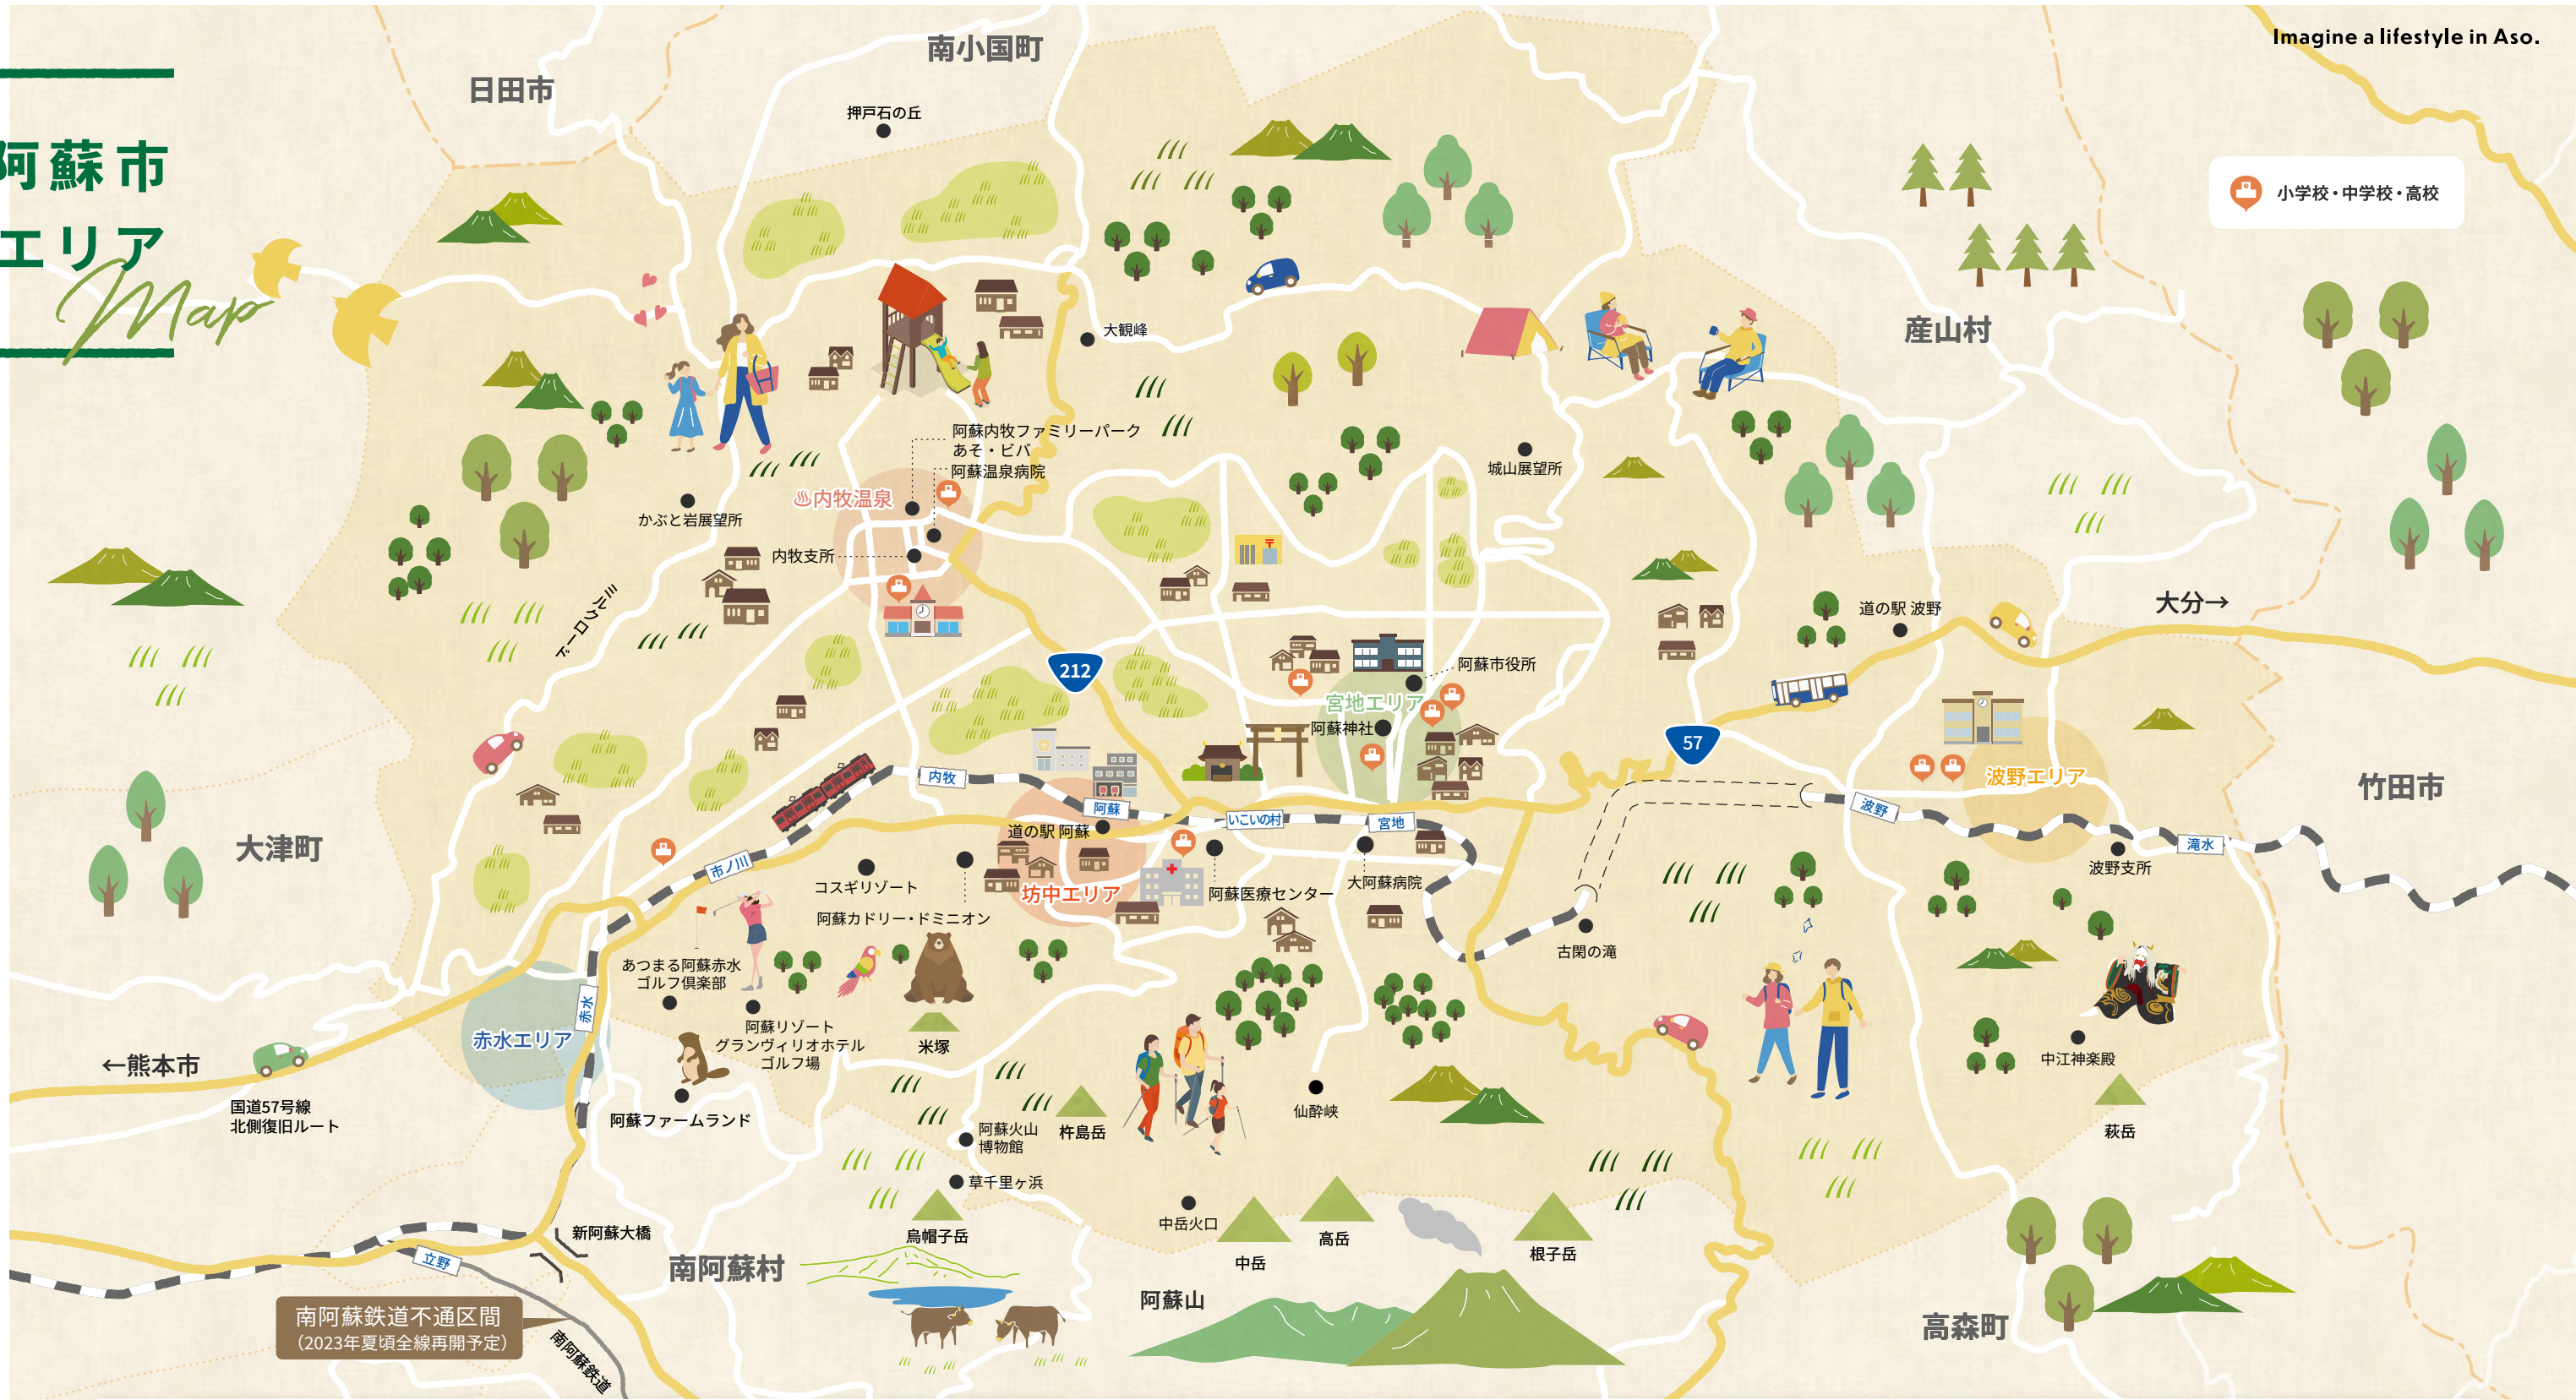 Imagine a lifestyle in Aso.
阿蘇市
エリア
Map
小学校・中学校・高校
南小国町
日田市
押戸石の丘
産山村
大観峰
阿蘇内牧ファミリーパーク
あそ・ビバ
阿蘇温泉病院
城山展望所
内牧温泉
かぶと岩展望所
内牧支所
ミルクロード
大分→
道の駅 波野
212
阿蘇市役所
宮地エリア
阿蘇神社
57
波野エリア
竹田市
大津町
内牧
阿蘇
いこいの村
宮地
波野
滝水
道の駅 阿蘇
市ノ川
波野支所
コスギリゾート
坊中エリア
阿蘇医療センター
大阿蘇病院
阿蘇カドリー・ドミニオン
古閑の滝
あつまる阿蘇赤水
ゴルフ倶楽部
赤水
赤水エリア
阿蘇リゾート
グランヴィリオホテル
ゴルフ場
米塚
中江神楽殿
←熊本市
国道57号線
北側復旧ルート
阿蘇ファームランド
仙酔峡
阿蘇火山
博物館
杵島岳
萩岳
草千里ヶ浜
烏帽子岳
中岳火口
中岳
高岳
根子岳
新阿蘇大橋
立野
南阿蘇村
阿蘇山
高森町
南阿蘇鉄道不通区間
（2023年夏頃全線再開予定）
南阿蘇鉄道